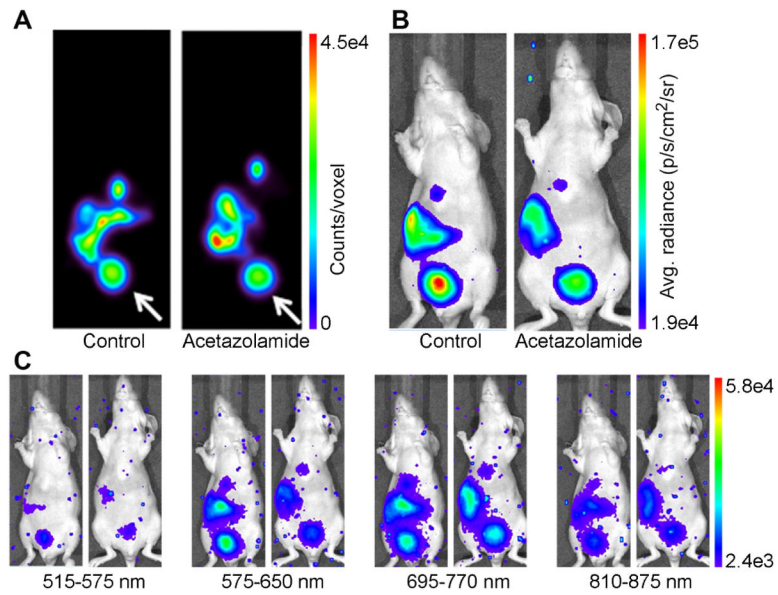 A
B
4.5e4
Counts/voxel
0
Control
Acetazolamide
1.7e5
Avg. radiance (p/s/cm2/sr)
1.9e4
Control
Acetazolamide
C
5.8e4
2.4e3
515-575 nm
575-650 nm
695-770 nm
810-875 nm